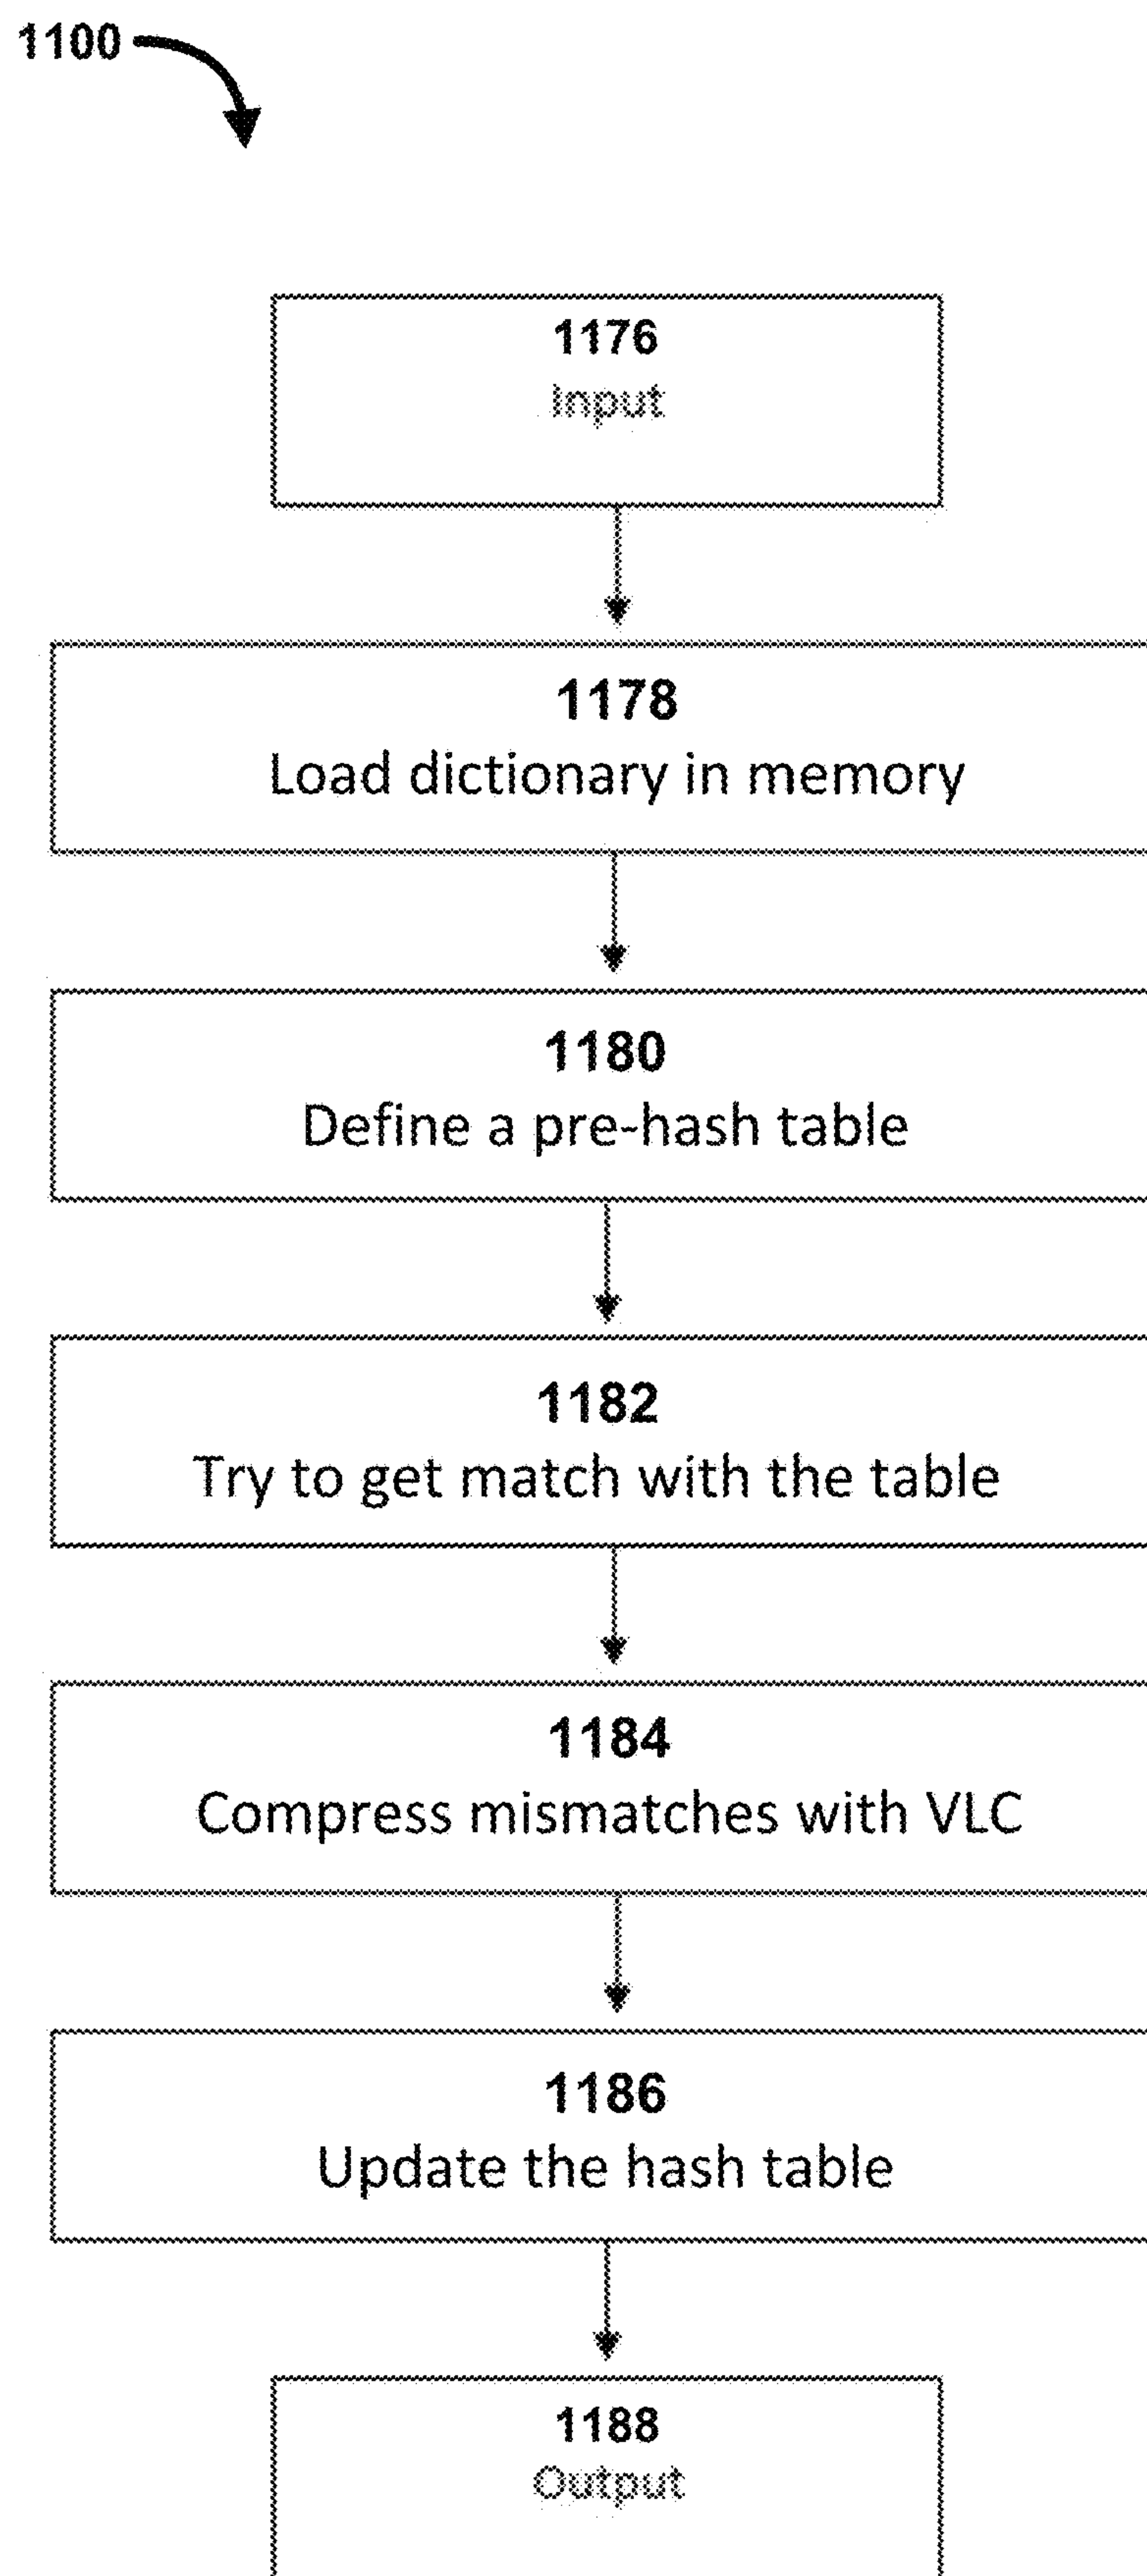 1100
1176
Input
1178
Load dictionary in memory
1180
Define a pre-hash table
1182
Try to get match with the table
1184
Compress mismatches with VLC
1186
Update the hash table
1188
Output